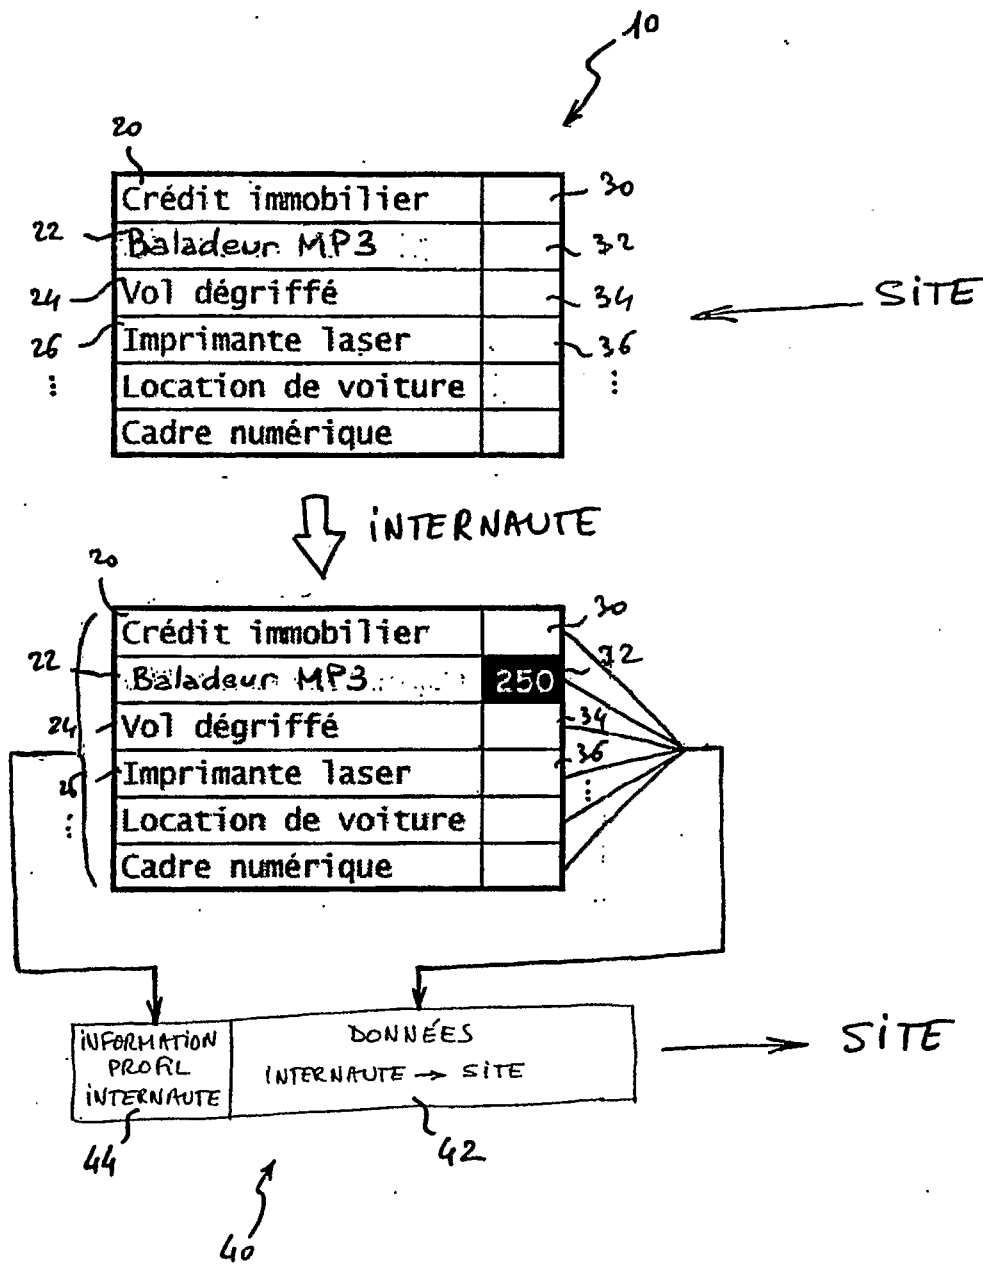 10
20
Crédit immobilier 30
22 Baladeur MP3 32
24 Vol dégriffé 34
SITE
26 Imprimante laser 36
Location de voiture
Cadre numérique
INTERNAUTE
20
Crédit immobilier 30
22 Baladeur MP3 250 72
24 Vol dégriffé 34
26 Imprimante laser 36
Location de voiture
Cadre numérique
INFORMATION
PROFIL
INTERNAUTE
DONNÉES
INTERNAUTE → SITE
SITE
44
42
40